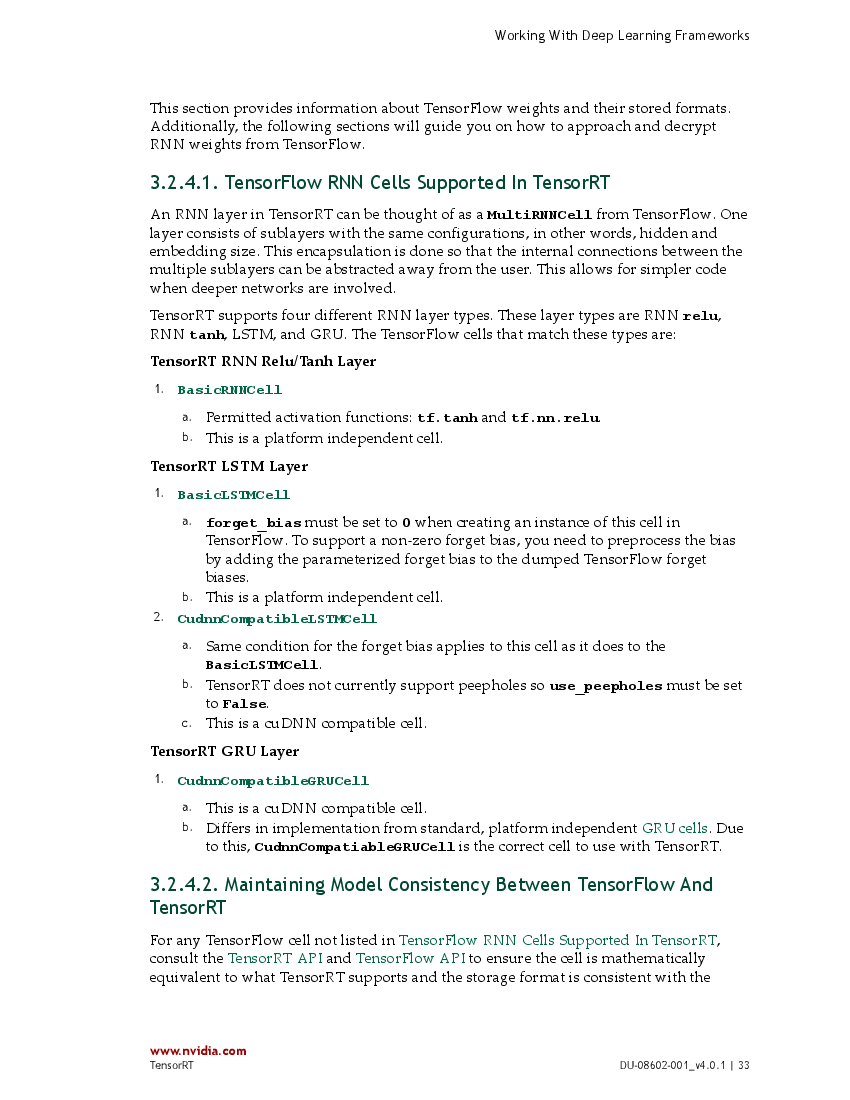 Working With Deep Learning Frameworks
This section provides information about TensorFlow weights and their stored formats.
Additionally, the following sections will guide you on how to approach and decrypt
RNN weights from TensorFlow.
3.2.4.1. TensorFlow RNN Cells Supported In TensorRT
An RNN layer in TensorRT can be thought of as a MultiRNNCell from TensorFlow. One
layer consists of sublayers with the same configurations, in other words, hidden and
embedding size. This encapsulation is done so that the internal connections between the
multiple sublayers can be abstracted away from the user. This allows for simpler code
when deeper networks are involved.
TensorRT supports four different RNN layer types. These layer types are RNN relu,
RNN tanh, LSTM, and GRU. The TensorFlow cells that match these types are:
TensorRT RNN Relu/Tanh Layer
1. BasicRNNCell
a. Permitted activation functions: tf.tanh and tf.nn.relu.
b. This is a platform independent cell.
TensorRT LSTM Layer
1. BasicLSTMCell
a. forget_bias must be set to 0 when creating an instance of this cell in
TensorFlow. To support a non-zero forget bias, you need to preprocess the bias
by adding the parameterized forget bias to the dumped TensorFlow forget
biases.
b. This is a platform independent cell.
2. CudnnCompatibleLSTMCell
a. Same condition for the forget bias applies to this cell as it does to the
BasicLSTMCell.
b. TensorRT does not currently support peepholes so use_peepholes must be set
to False.
c. This is a cuDNN compatible cell.
TensorRT GRU Layer
1. CudnnCompatibleGRUCell
a. This is a cuDNN compatible cell.
b. Differs in implementation from standard, platform independent GRU cells. Due
to this, CudnnCompatiableGRUCell is the correct cell to use with TensorRT.
3.2.4.2. Maintaining Model Consistency Between TensorFlow And
TensorRT
For any TensorFlow cell not listed in TensorFlow RNN Cells Supported In TensorRT,
consult the TensorRT API and TensorFlow API to ensure the cell is mathematically
equivalent to what TensorRT supports and the storage format is consistent with the
www.nvidia.com
TensorRT DU-08602-001_v4.0.1 | 33